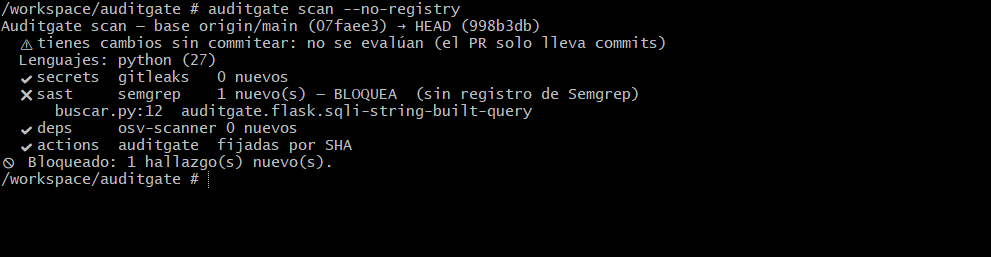 /workspace/auditgate # auditgate scan --no-registry
Auditgate scan — base origin/main (07faee3) → HEAD (998b3db)
⚠ tienes cambios sin commitear: no se evalúan (el PR solo lleva commits)
Lenguajes: python (27)
✔ secrets gitleaks 0 nuevos
✖ sast semgrep 1 nuevo(s) — BLOQUEA (sin registro de Semgrep)
buscar.py:12 auditgate.flask.sqli-string-built-query
✔ deps osv-scanner 0 nuevos
✔ actions auditgate fijadas por SHA
🚫 Bloqueado: 1 hallazgo(s) nuevo(s).
/workspace/auditgate #